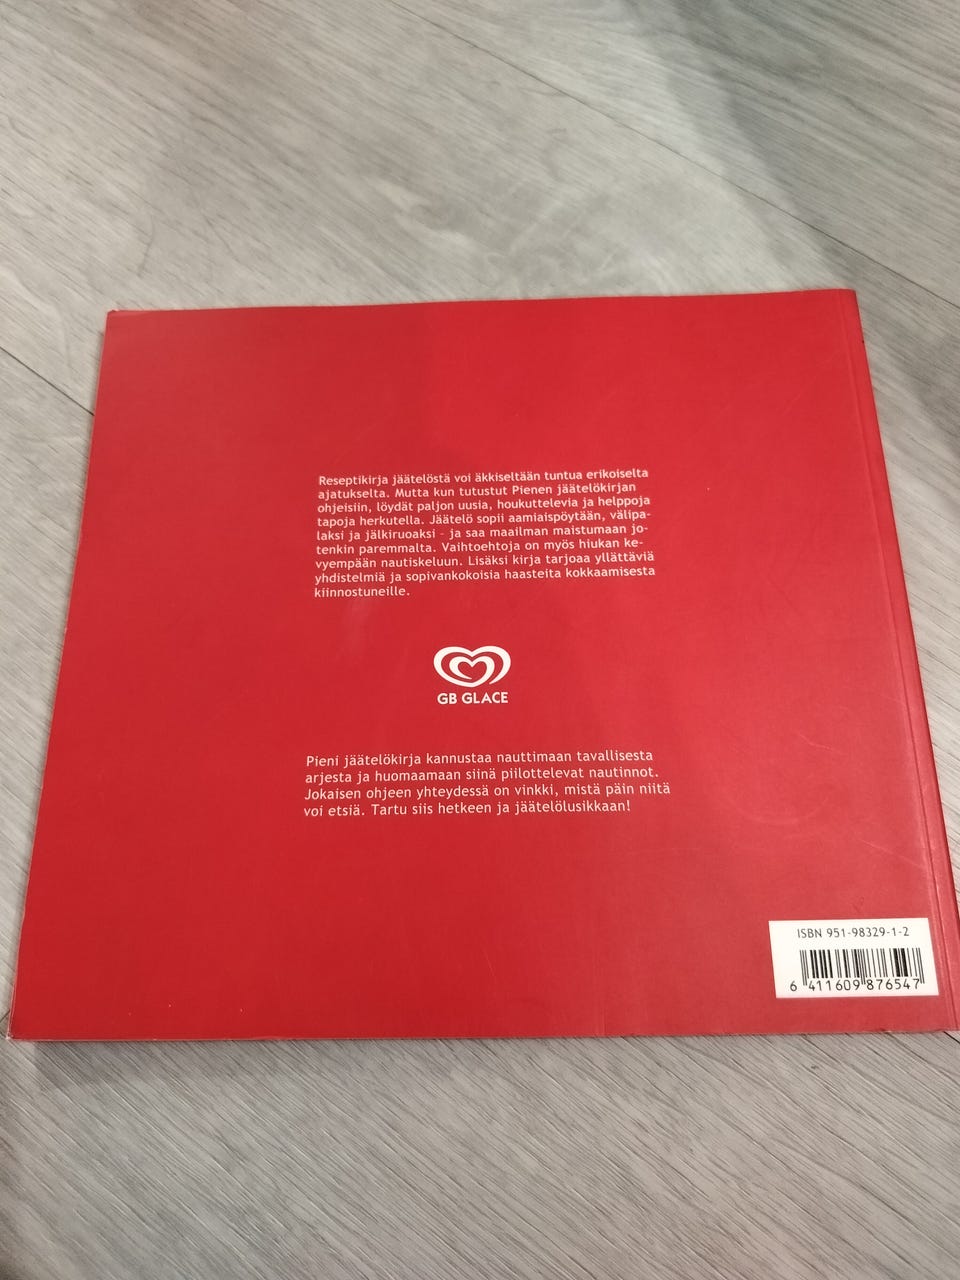 Reseptikirja jäätelöstä voi äkkiseltään tuntua erikoiselta
ajatukselta. Mutta kun tutustut Pienen jäätelökirjan
ohjeisiin, löydät paljon uusia, houkuttelevia ja helppoja
tapoja herkutella. Jäätelö sopii aamiaispöytään, välipa-
laksi ja jälkiruoaksi - ja saa maailman maistumaan jo-
tenkin paremmalta. Vaihtoehtoja on myös hiukan ke-
vyempään nautiskeluun. Lisäksi kirja tarjoaa yllättäviä
yhdistelmiä ja sopivankokoisia haasteita kokkaamisesta
kiinnostuneille.
GB GLACE
Pieni jäätelökirja kannustaa nauttimaan tavallisesta
arjesta ja huomaamaan siinä piilottelevat nautinnot.
Jokaisen ohjeen yhteydessä on vinkki, mistä päin niitä
voi etsiä. Tartu siis hetkeen ja jäätelölusikkaan!
ISBN 951-98329-1-2
6 411609 876547